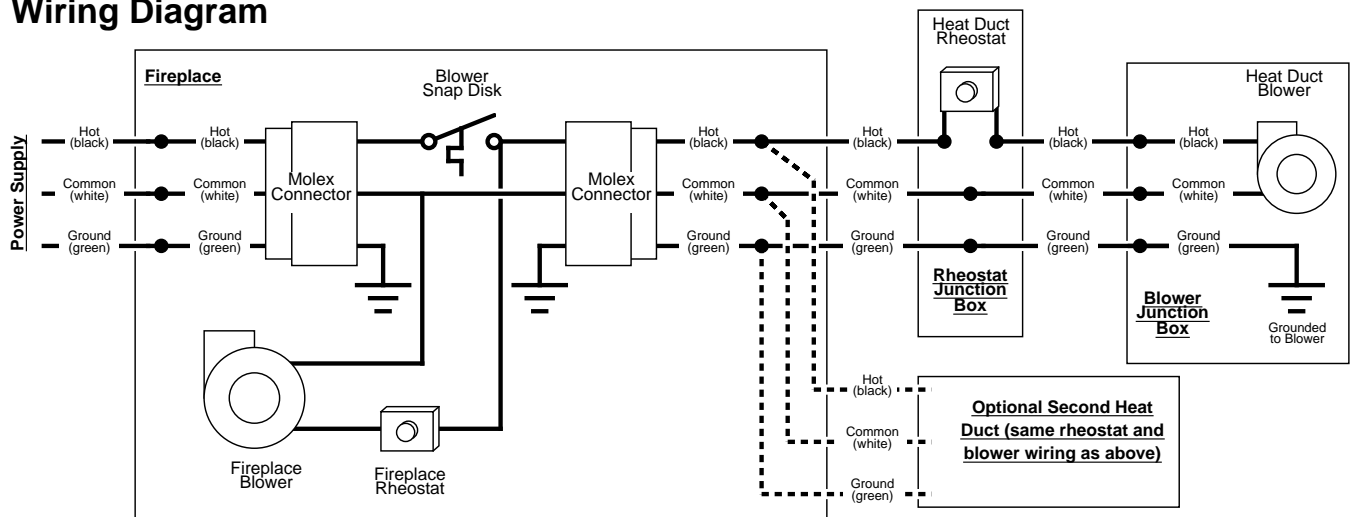 Wiring Diagram
Heat Duct
Rheostat
Fireplace
Blower
Snap Disk
Heat Duct
Blower
Power Supply
Hot
(black)
Hot
(black)
Hot
(black)
Hot
(black)
Hot
(black)
Hot
(black)
Molex
Connector
Molex
Connector
Common
(white)
Common
(white)
Common
(white)
Common
(white)
Common
(white)
Common
(white)
Ground
(green)
Ground
(green)
Ground
(green)
Ground
(green)
Ground
(green)
Ground
(green)
Rheostat
Junction
Box
Blower
Junction
Box
Grounded
to Blower
Hot
(black)
Common
(white)
Ground
(green)
Optional Second Heat
Duct (same rheostat and
blower wiring as above)
Fireplace
Blower
Fireplace
Rheostat